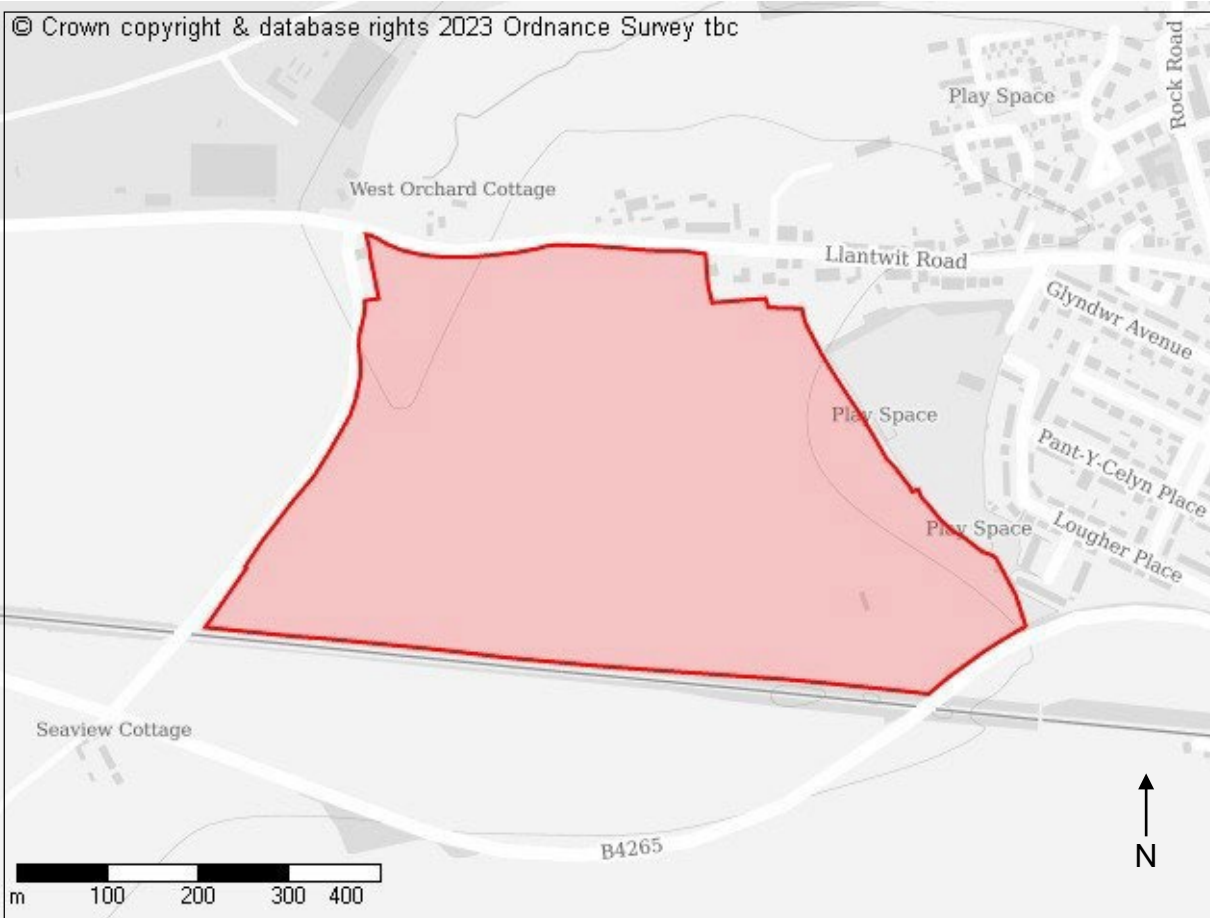 © Crown copyright & database rights 2023 Ordnance Survey tbc
Rock Road
Play Space
West Orchard Cottage
Llantwit Road
Glyndwr Avenue
Play Space
Pant-Y-Celyn Place
Play Space
Lougher Place
Seaview Cottage
B4265
N
m 100 200 300 400